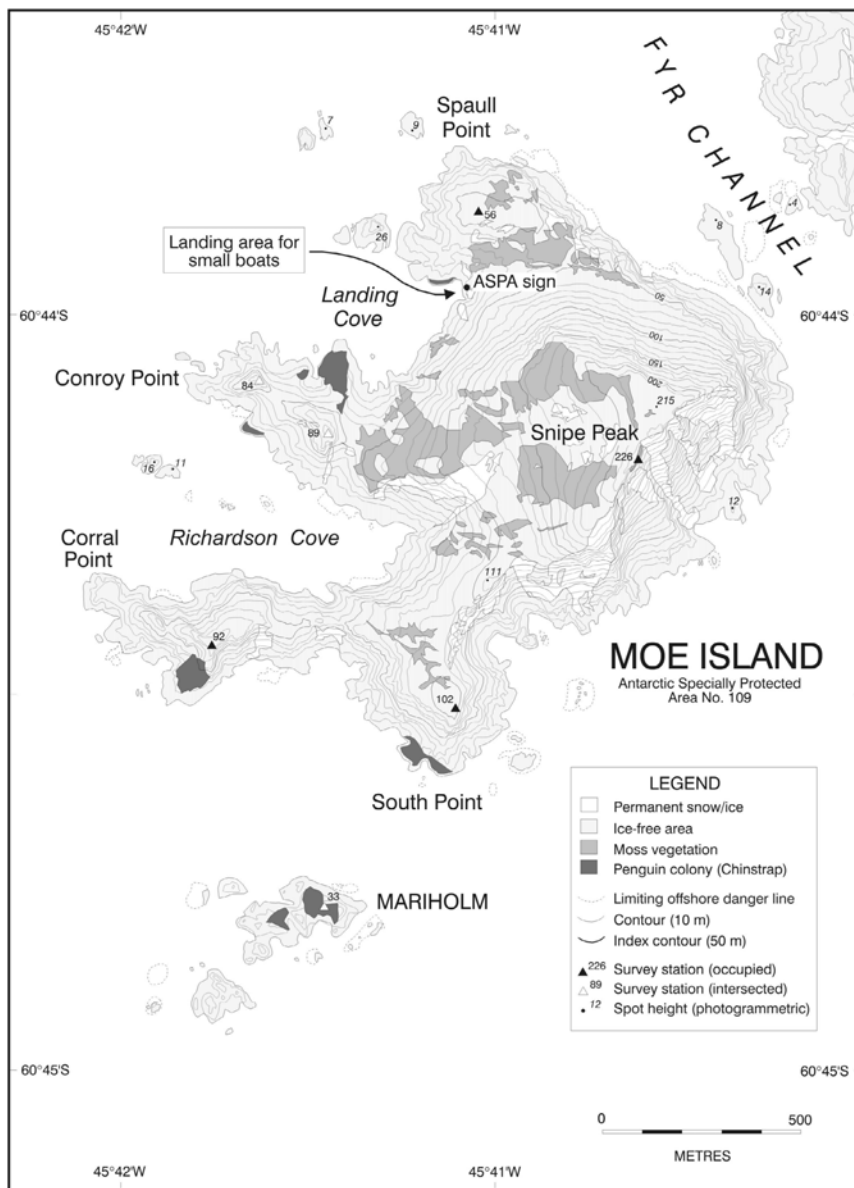 45°42'W
45°41'W
FYR CHANNEL
Spaull
Point
7
9
4
56
8
26
Landing area for
small boats
ASPA sign
14
50
Landing
Cove
60°44'S
60°44'S
100
150
200
Conroy Point
84
215
89
Snipe Peak
226
16
11
12
Corral
Point
Richardson Cove
111
92
MOE ISLAND
Antarctic Specially Protected
Area No. 109
102
South Point
LEGEND
Permanent snow/ice
Ice-free area
Moss vegetation
Penguin colony (Chinstrap)
Limiting offshore danger line
Contour (10 m)
Index contour (50 m)
226 Survey station (occupied)
89 Survey station (intersected)
12 Spot height (photogrammetric)
33
MARIHOLM
60°45'S
60°45'S
0 500
METRES
45°42'W
45°41'W